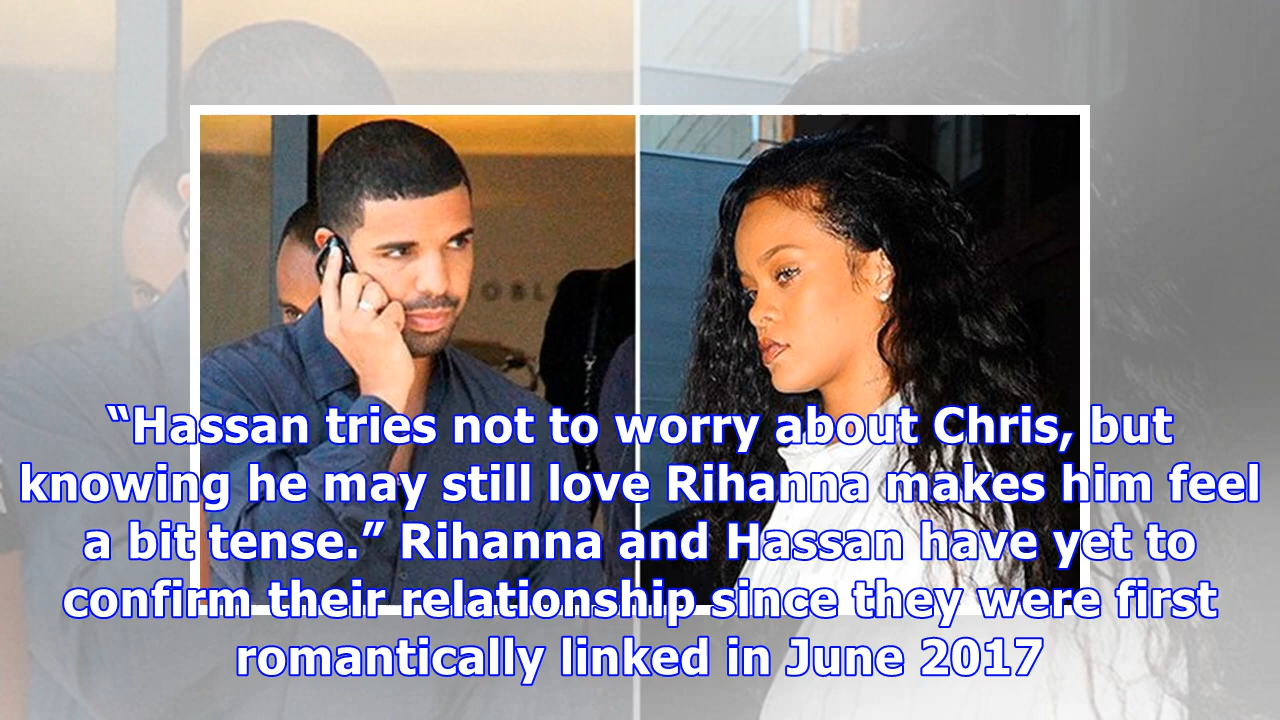 “Hassan tries not to worry about Chris, but
knowing he may still love Rihanna makes him feel
a bit tense.” Rihanna and Hassan have yet to
confirm their relationship since they were first
romantically linked in June 2017
OBL